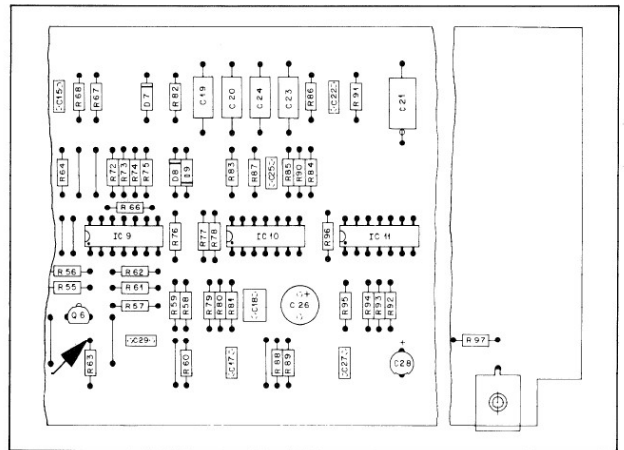 C15 R68 R67 D7 R82 C19 C20 C24 C23 R86 C22 R91 C21
R64 R72 R73 R74 R75 D8 D9 R83 R87 C25 R85 R90 R84
R66
IC 9 R76 R77 R78 IC 10 R96 IC 11
R56 R62
R55 R61
R57 R59 R58 R79 R80 R81 C18 C 26 + R95 R94 R93 R92
Q6
C29 R97
R63 R60 C17 R88 R89 C27 + C28